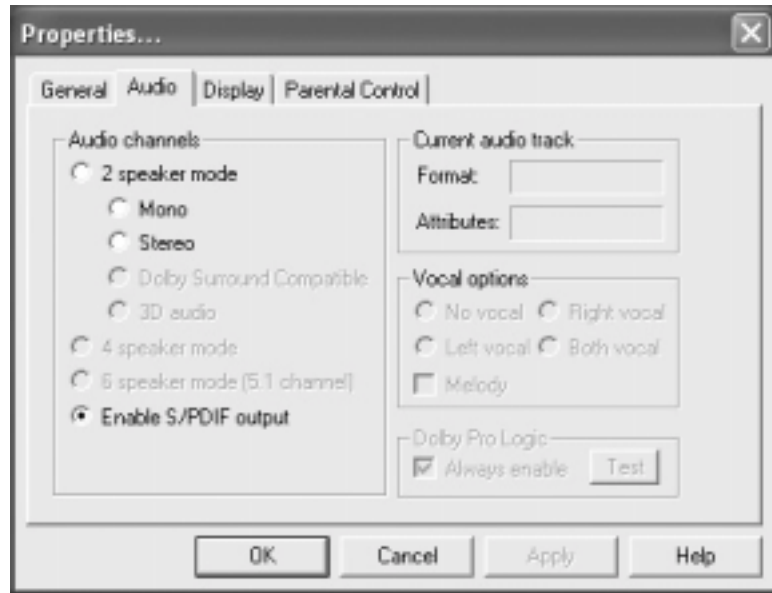 Properties...
General Audio Display Parental Control
Audio channels
2 speaker mode
Mono
Stereo
Dolby Surround Compatible
3D audio
4 speaker mode
6 speaker mode (5.1 channel)
Enable S/PDIF output
Current audio track
Format:
Attributes:
Vocal options
No vocal Right vocal
Left vocal Both vocal
Melody
Dolby Pro Logic
Always enable Test
OK Cancel Apply Help